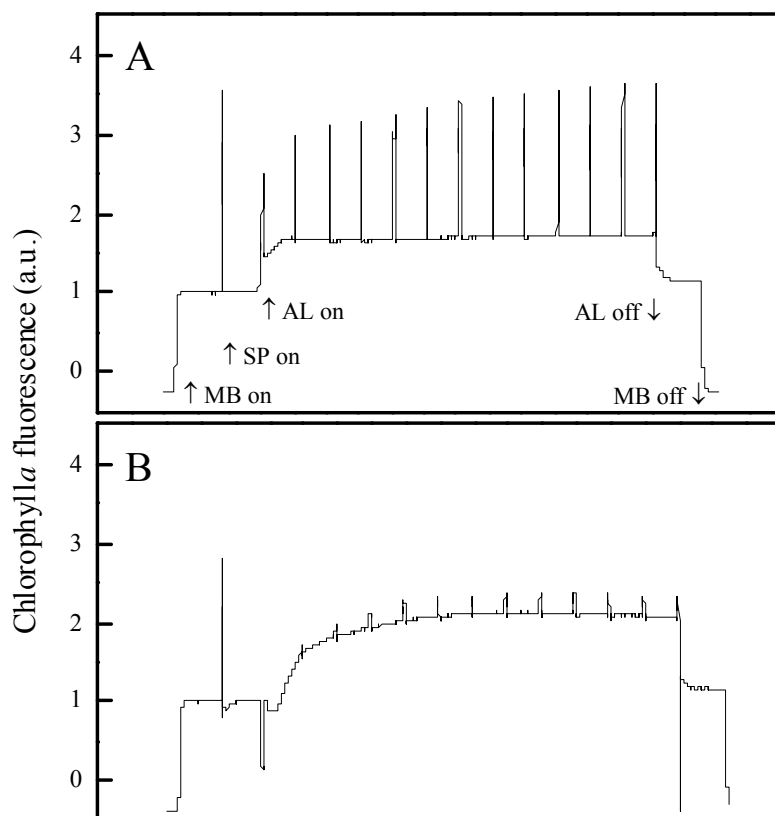 A
4
3
2
1
0
↑ AL on
AL off ↓
↑ SP on
↑ MB on
MB off ↓
Chlorophyll a fluorescence (a.u.)
B
4
3
2
1
0